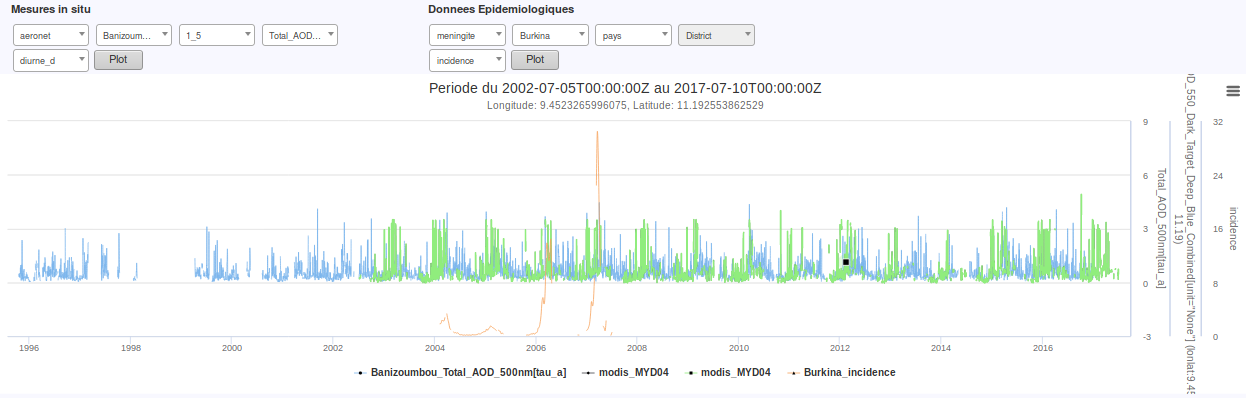 Mesures in situ
Donnees Epidemiologiques
aeronet
Banizoum...
1_5
Total_AOD...
meningite
Burkina
pays
District
diurne_d
Plot
incidence
Plot
Periode du 2002-07-05T00:00:00Z au 2017-07-10T00:00:00Z
Longitude: 9.4523265996075, Latitude: 11.192553862529
9
6
3
0
-3
Total_AOD_500nm[tau_a]
D_550_Dark_Target_Deep_Blue_Combined[unit="None"] (lonlat:9.45
11.19)
32
24
16
8
0
incidence
1996
1998
2000
2002
2004
2006
2008
2010
2012
2014
2016
Banizoumbou_Total_AOD_500nm[tau_a]
modis_MYD04
modis_MYD04
Burkina_incidence